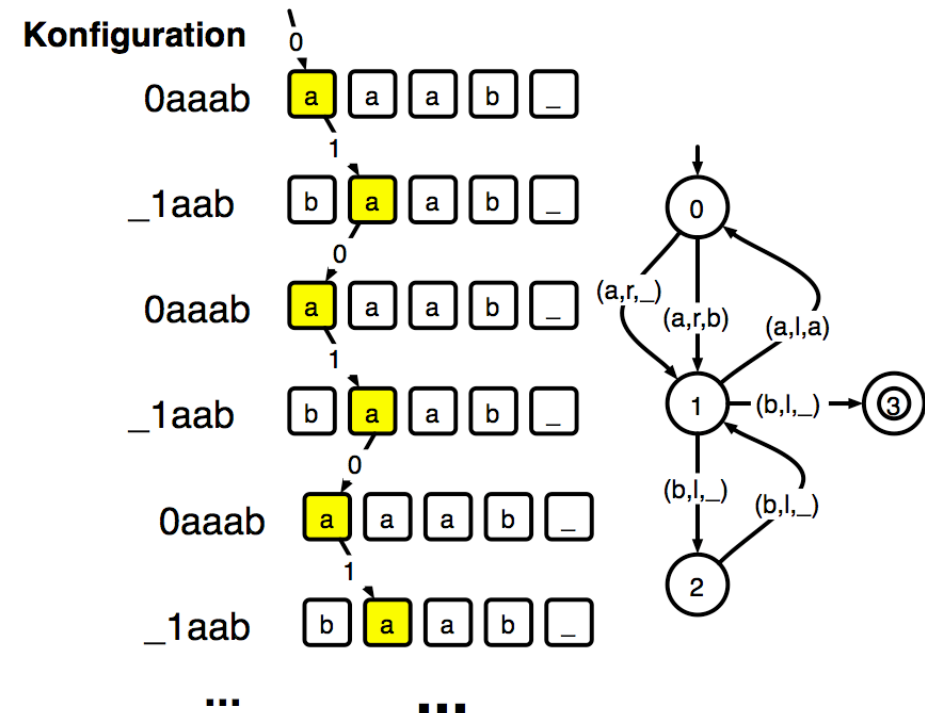 Konfiguration
0
0aaab a a a b _
1
_1aab b a a b _
0
0aaab a a a b _
1
_1aab b a a b _
0
0aaab a a a b _
1
_1aab b a a b _
... ...
0
(a,r,_)
(a,r,b)
(a,l,a)
1
(b,l,_)
3
(b,l,_)
(b,l,_)
2